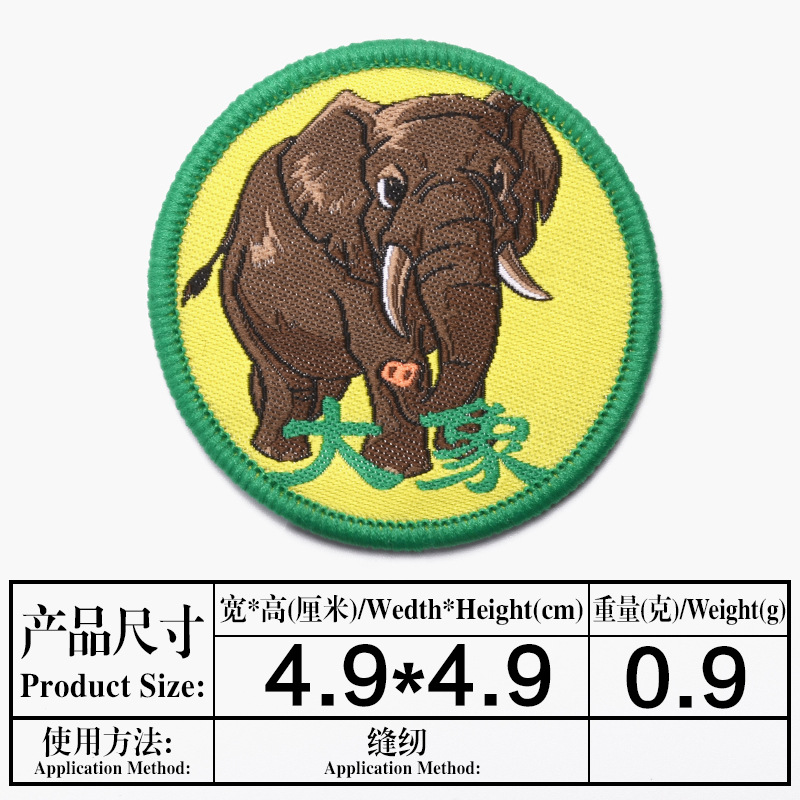 大象
产品尺寸
Product Size:
宽*高(厘米)/Wedth*Height(cm)
重量(克)/Weight(g)
4.9*4.9
0.9
使用方法:
Application Method:
缝纫
Application Method: